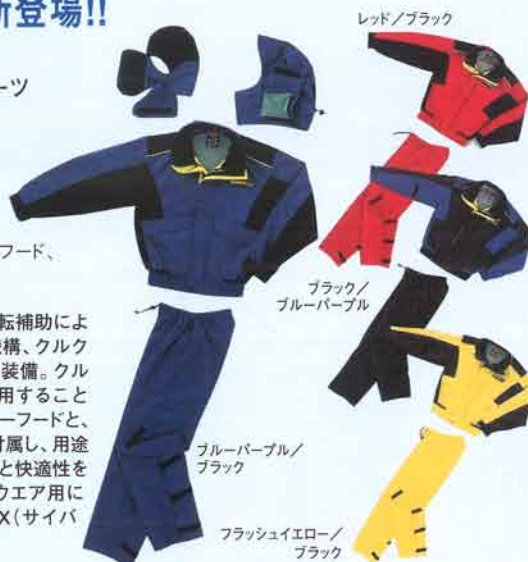 新登場!!
ーツ
フード、
転補助によ
構、クルク
装備。クル
用すること
ーフードと、
付属し、用途
と快適性を
ウエア用に
X(サイバ
レッド/ブラック
ブラック/
ブルーパープル
ブルーパープル/
ブラック
フラッシュイエロー/
ブラック